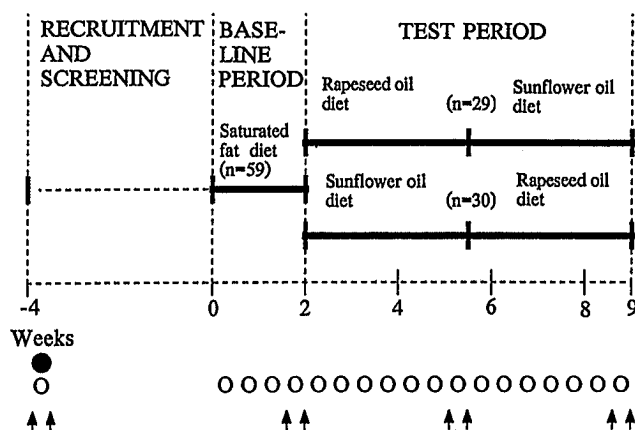 RECRUITMENT
AND
SCREENING
BASE-
LINE
PERIOD
TEST PERIOD
Rapeseed oil
diet
(n=29)
Sunflower oil
diet
Saturated
fat diet
(n=59)
Sunflower oil
diet
(n=30)
Rapeseed oil
diet
-4 0 2 4 6 8 9
Weeks